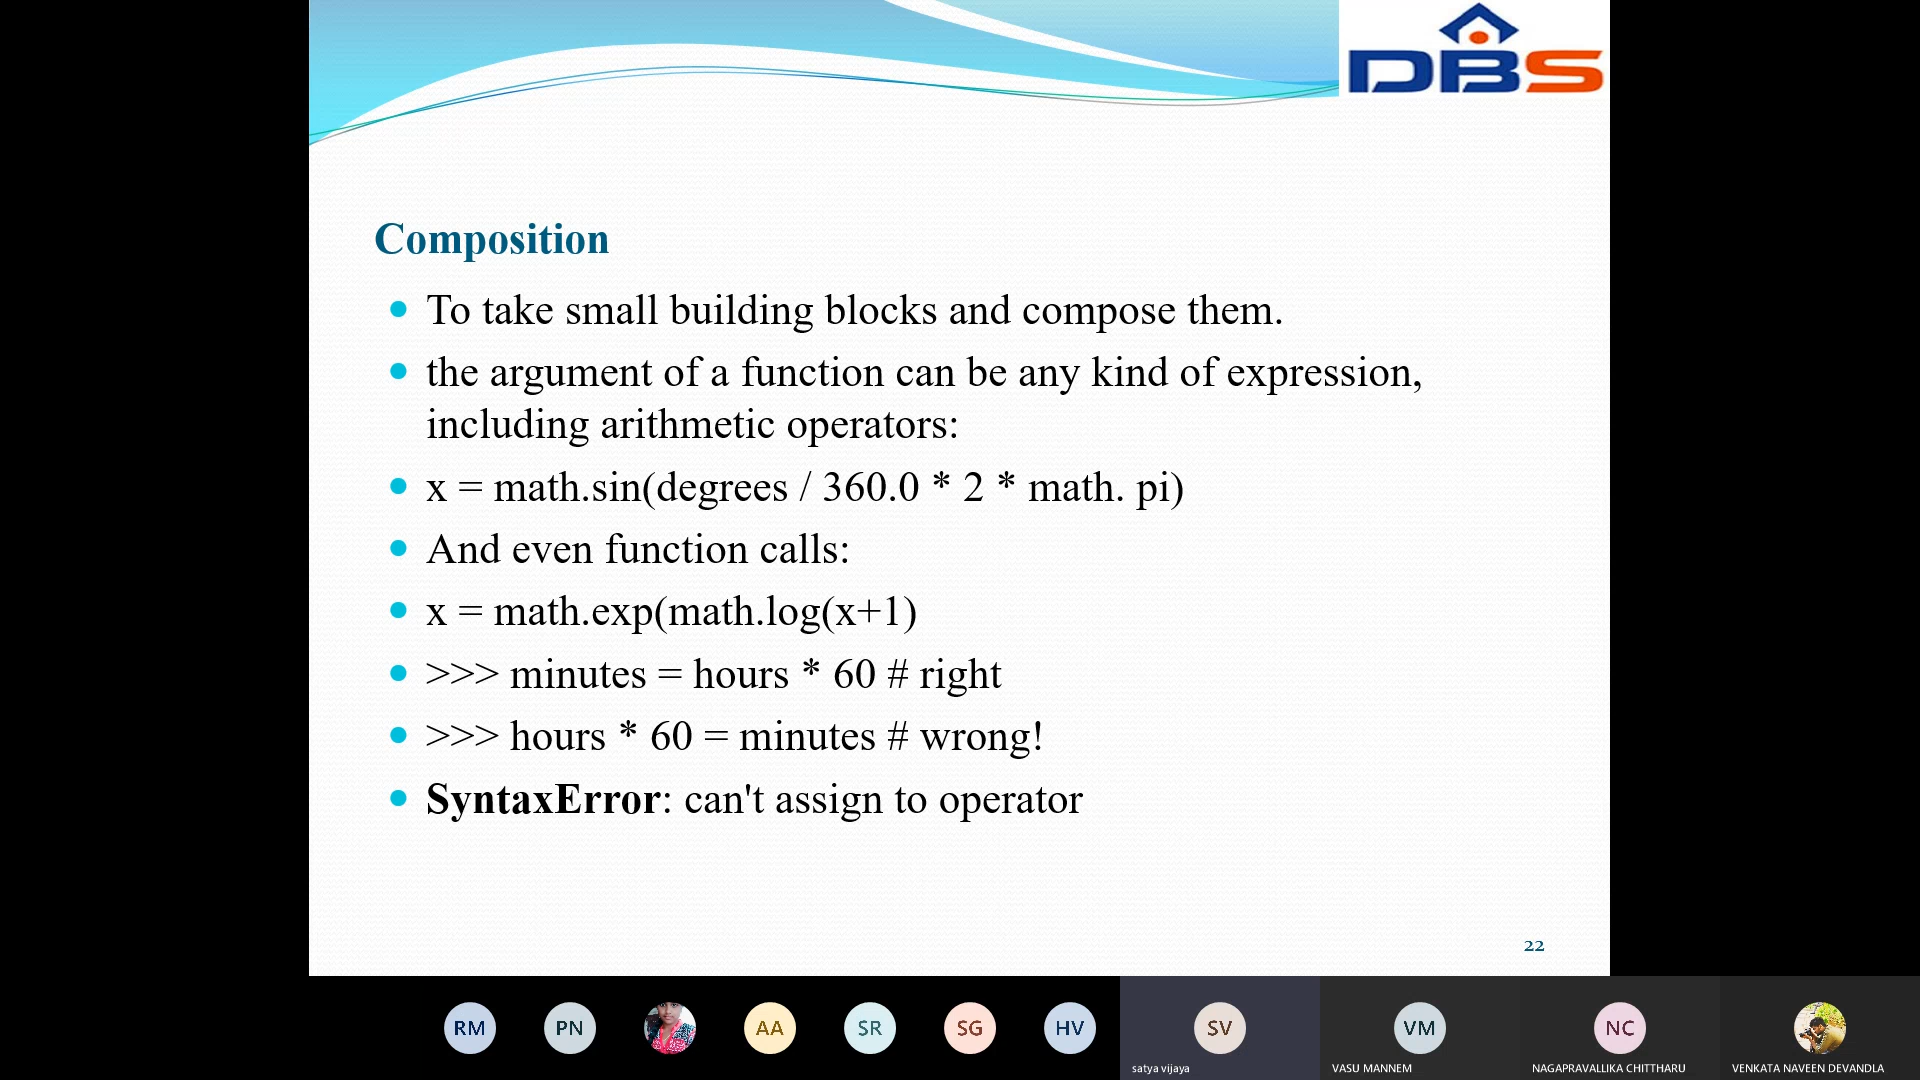 DBS
Composition
To take small building blocks and compose them.
the argument of a function can be any kind of expression,
including arithmetic operators:
x = math.sin(degrees / 360.0 * 2 * math. pi)
And even function calls:
x = math.exp(math.log(x+1)
>>> minutes = hours * 60 # right
>>> hours * 60 = minutes # wrong!
SyntaxError: can't assign to operator
22
RM PN AA SR SG HV SV VM NC
satya vijaya VASU MANNEM NAGAPRAVALLIKA CHITTHARU VENKATA NAVEEN DEVANDLA